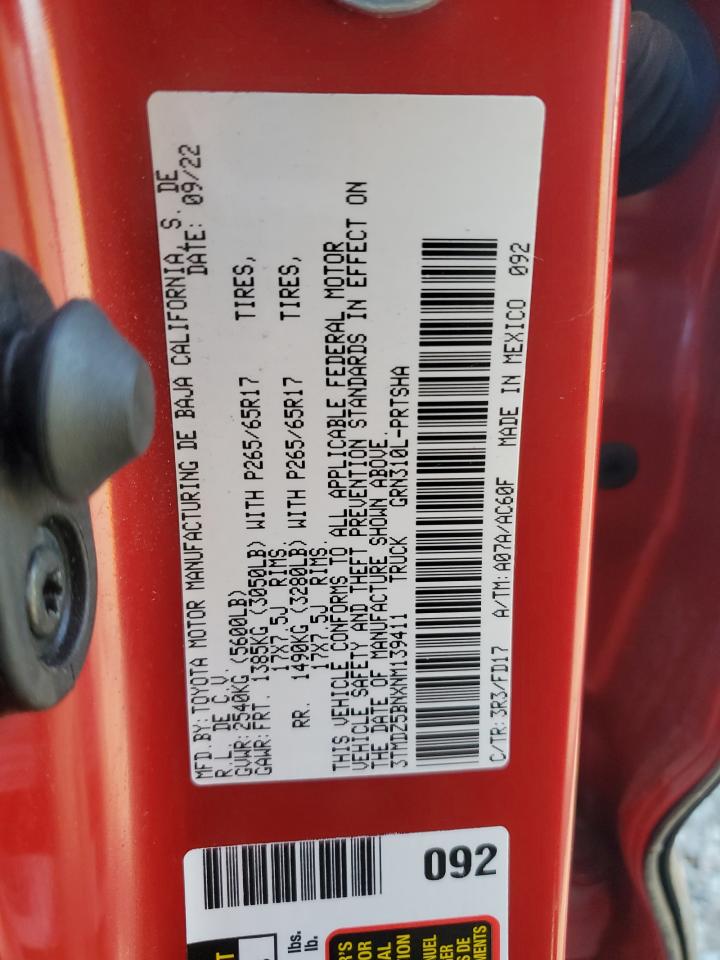 MFD.BY:TOYOTA MOTOR MANUFACTURING DE BAJA CALIFORNIA, S. DE
R.L. DE C.V. DATE: 09/22
GVWR:2540KG (5600LB)
GAWR:FRT. 1385KG (3050LB) WITH P265/65R17 TIRES,
17X7.5J RIMS
RR. 1490KG (3280LB) WITH P265/65R17 TIRES,
17X7.5J RIMS
THIS VEHICLE CONFORMS TO ALL APPLICABLE FEDERAL MOTOR
VEHICLE SAFETY AND THEFT PREVENTION STANDARDS IN EFFECT ON
THE DATE OF MANUFACTURE SHOWN ABOVE.
3TMDZ5BNXNM139411 TRUCK GRN310L-PRTSHA
C/TR:3R3/FD17 A/TM:A07A/AC60F MADE IN MEXICO 092
092
lbs.
lb.